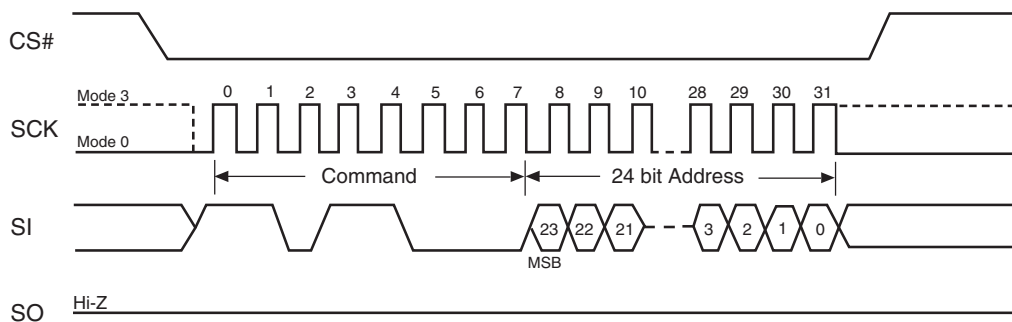 CS#
Mode 3
0 1 2 3 4 5 6 7 8 9 10 28 29 30 31
SCK
Mode 0
Command
24 bit Address
SI
23 22 21 3 2 1 0
MSB
Hi-Z
SO